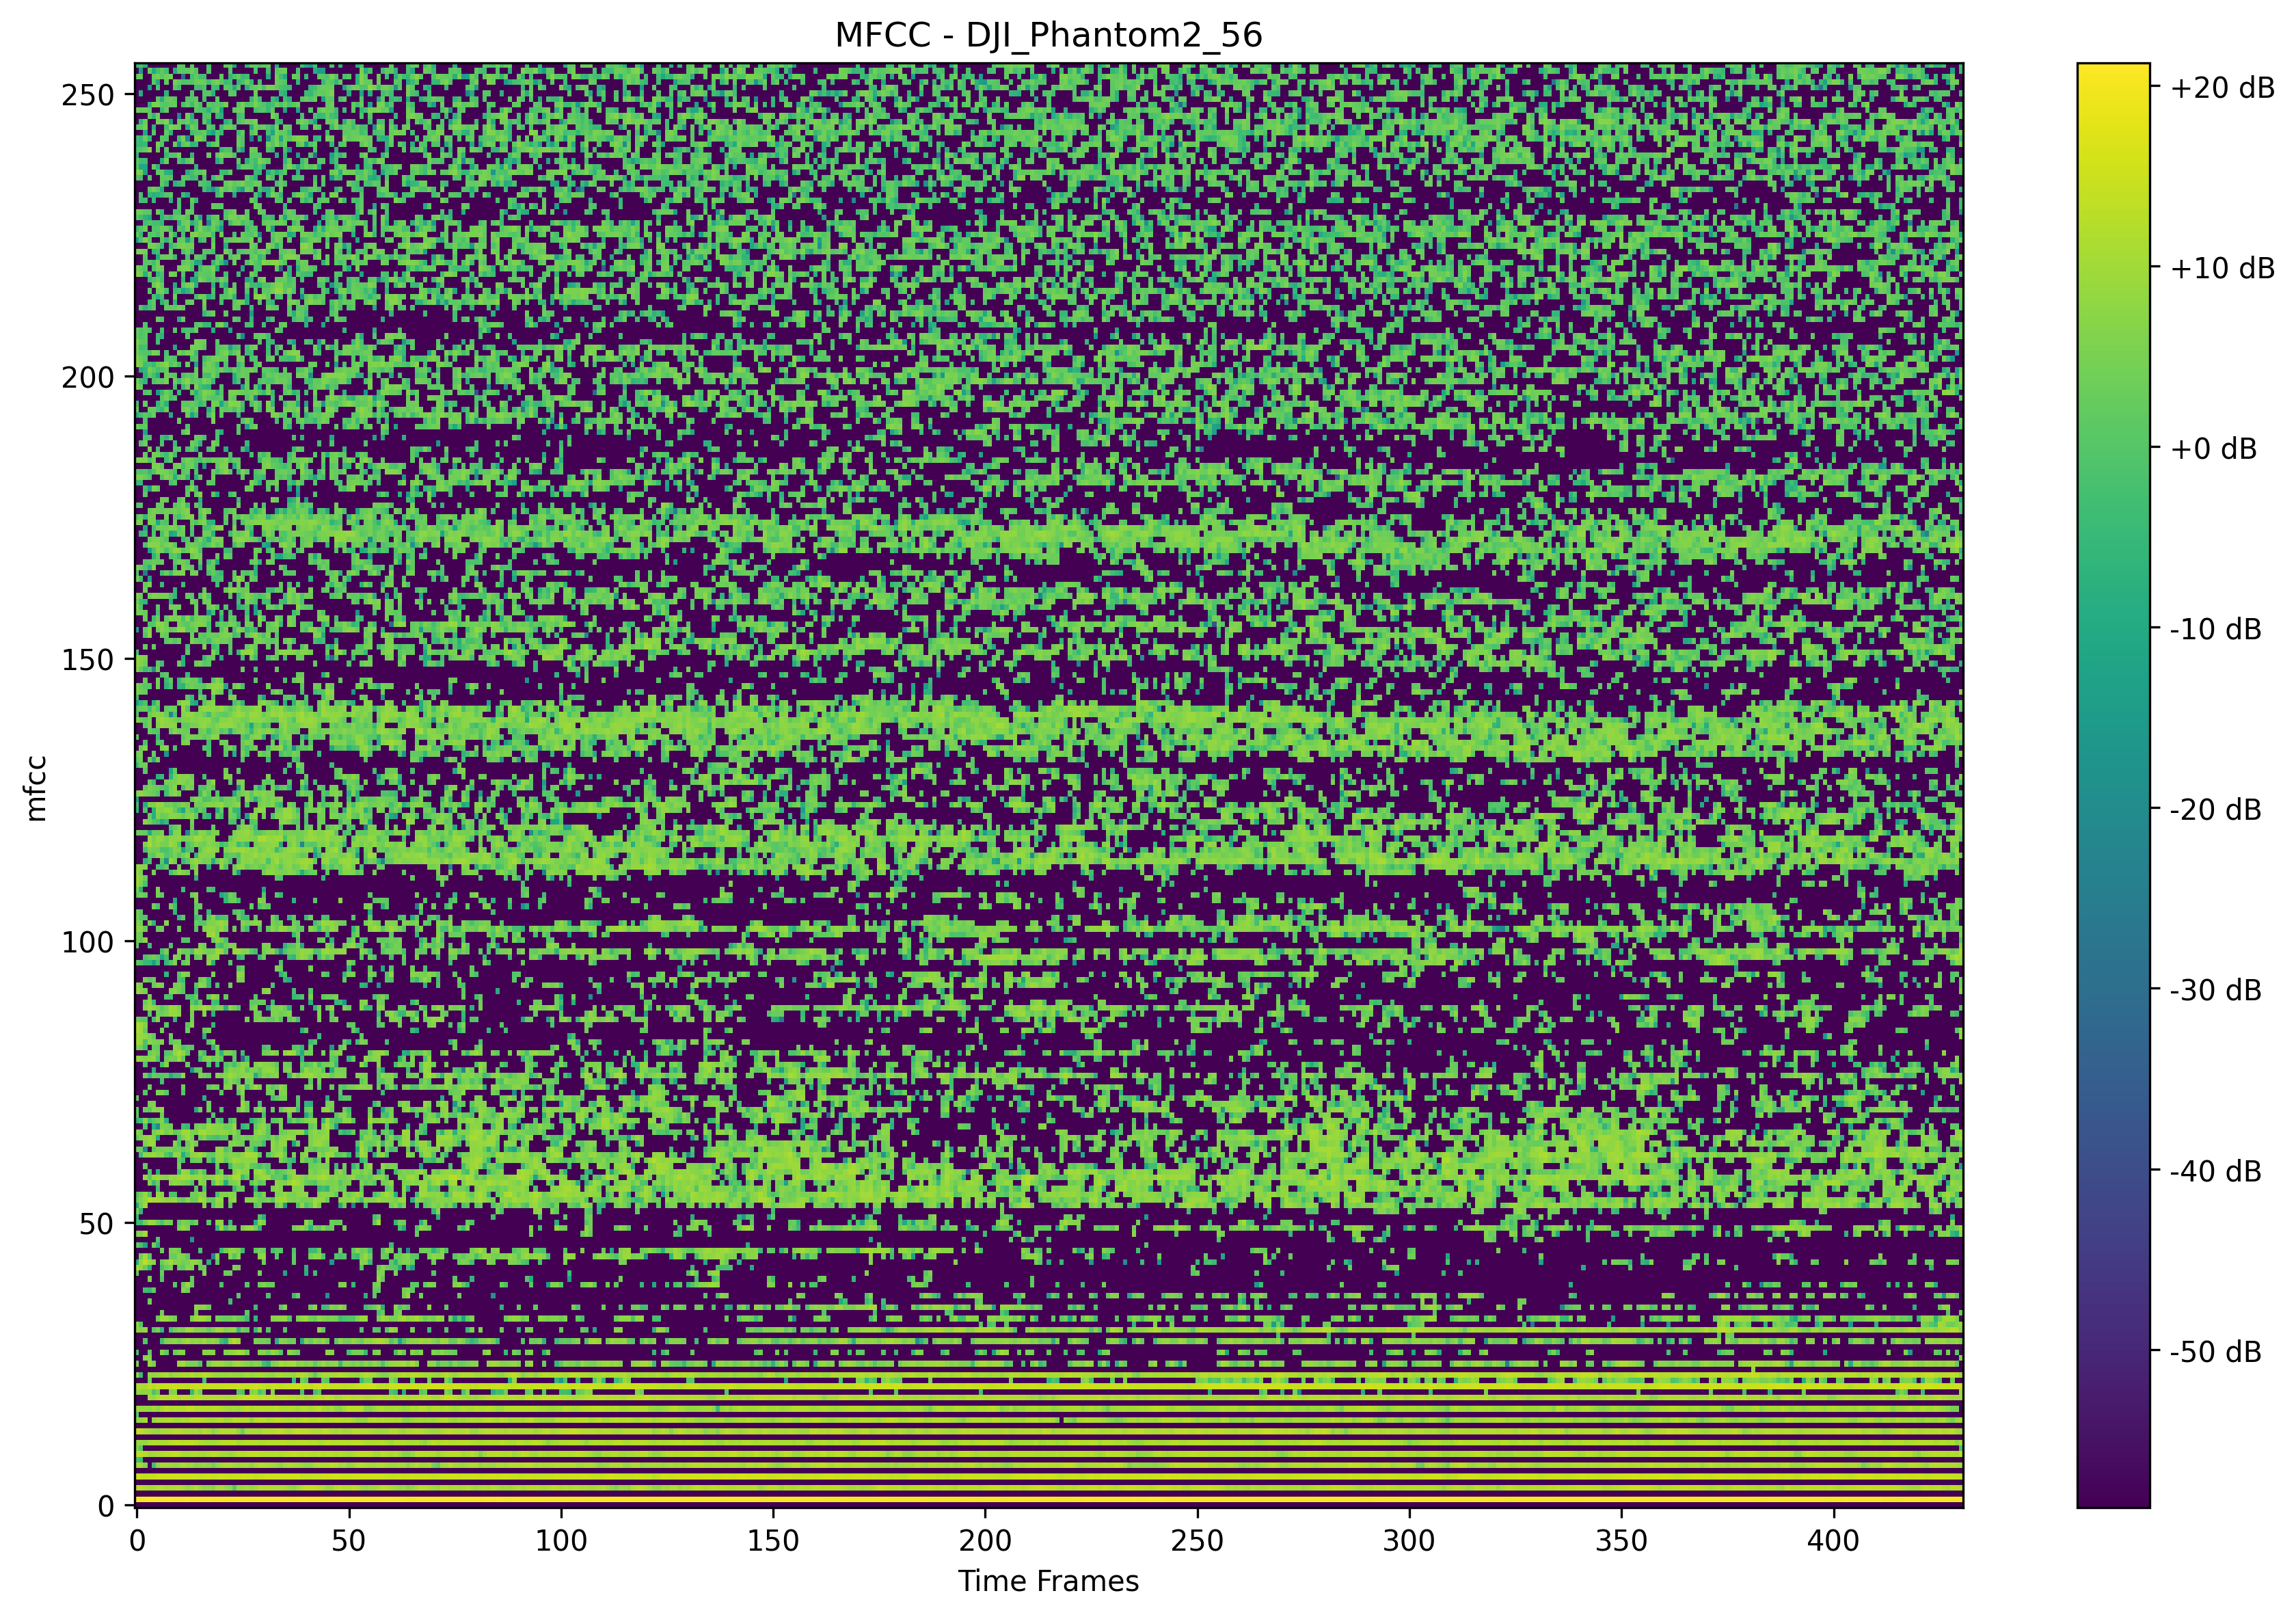 MFCC - DJI_Phantom2_56
250
200
150
100
50
0
mfcc
0 50 100 150 200 250 300 350 400
Time Frames
+20 dB
+10 dB
+0 dB
-10 dB
-20 dB
-30 dB
-40 dB
-50 dB